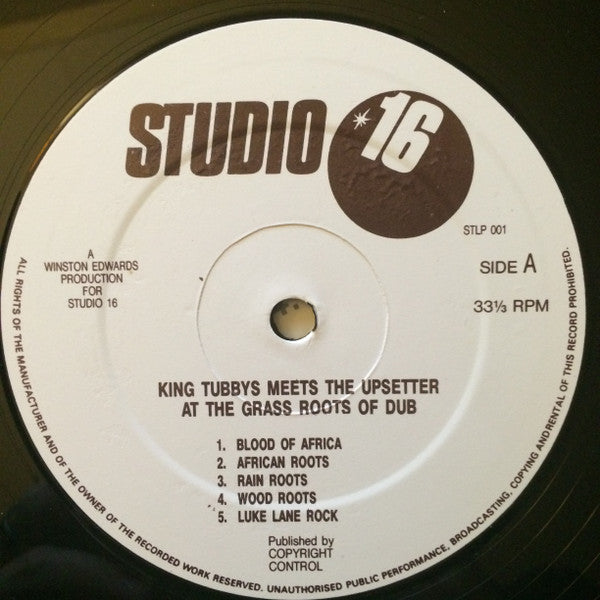 STUDIO 16
STLP 001
A
WINSTON EDWARDS
PRODUCTION
FOR
STUDIO 16
SIDE A
33⅓ RPM
KING TUBBYS MEETS THE UPSETTER
AT THE GRASS ROOTS OF DUB
1. BLOOD OF AFRICA
2. AFRICAN ROOTS
3. RAIN ROOTS
4. WOOD ROOTS
5. LUKE LANE ROCK
Published by
COPYRIGHT
CONTROL
ALL RIGHTS OF THE MANUFACTURER AND OF THE OWNER OF THE RECORDED WORK RESERVED. UNAUTHORISED PUBLIC PERFORMANCE, BROADCASTING, COPYING AND RENTAL OF THIS RECORD PROHIBITED.